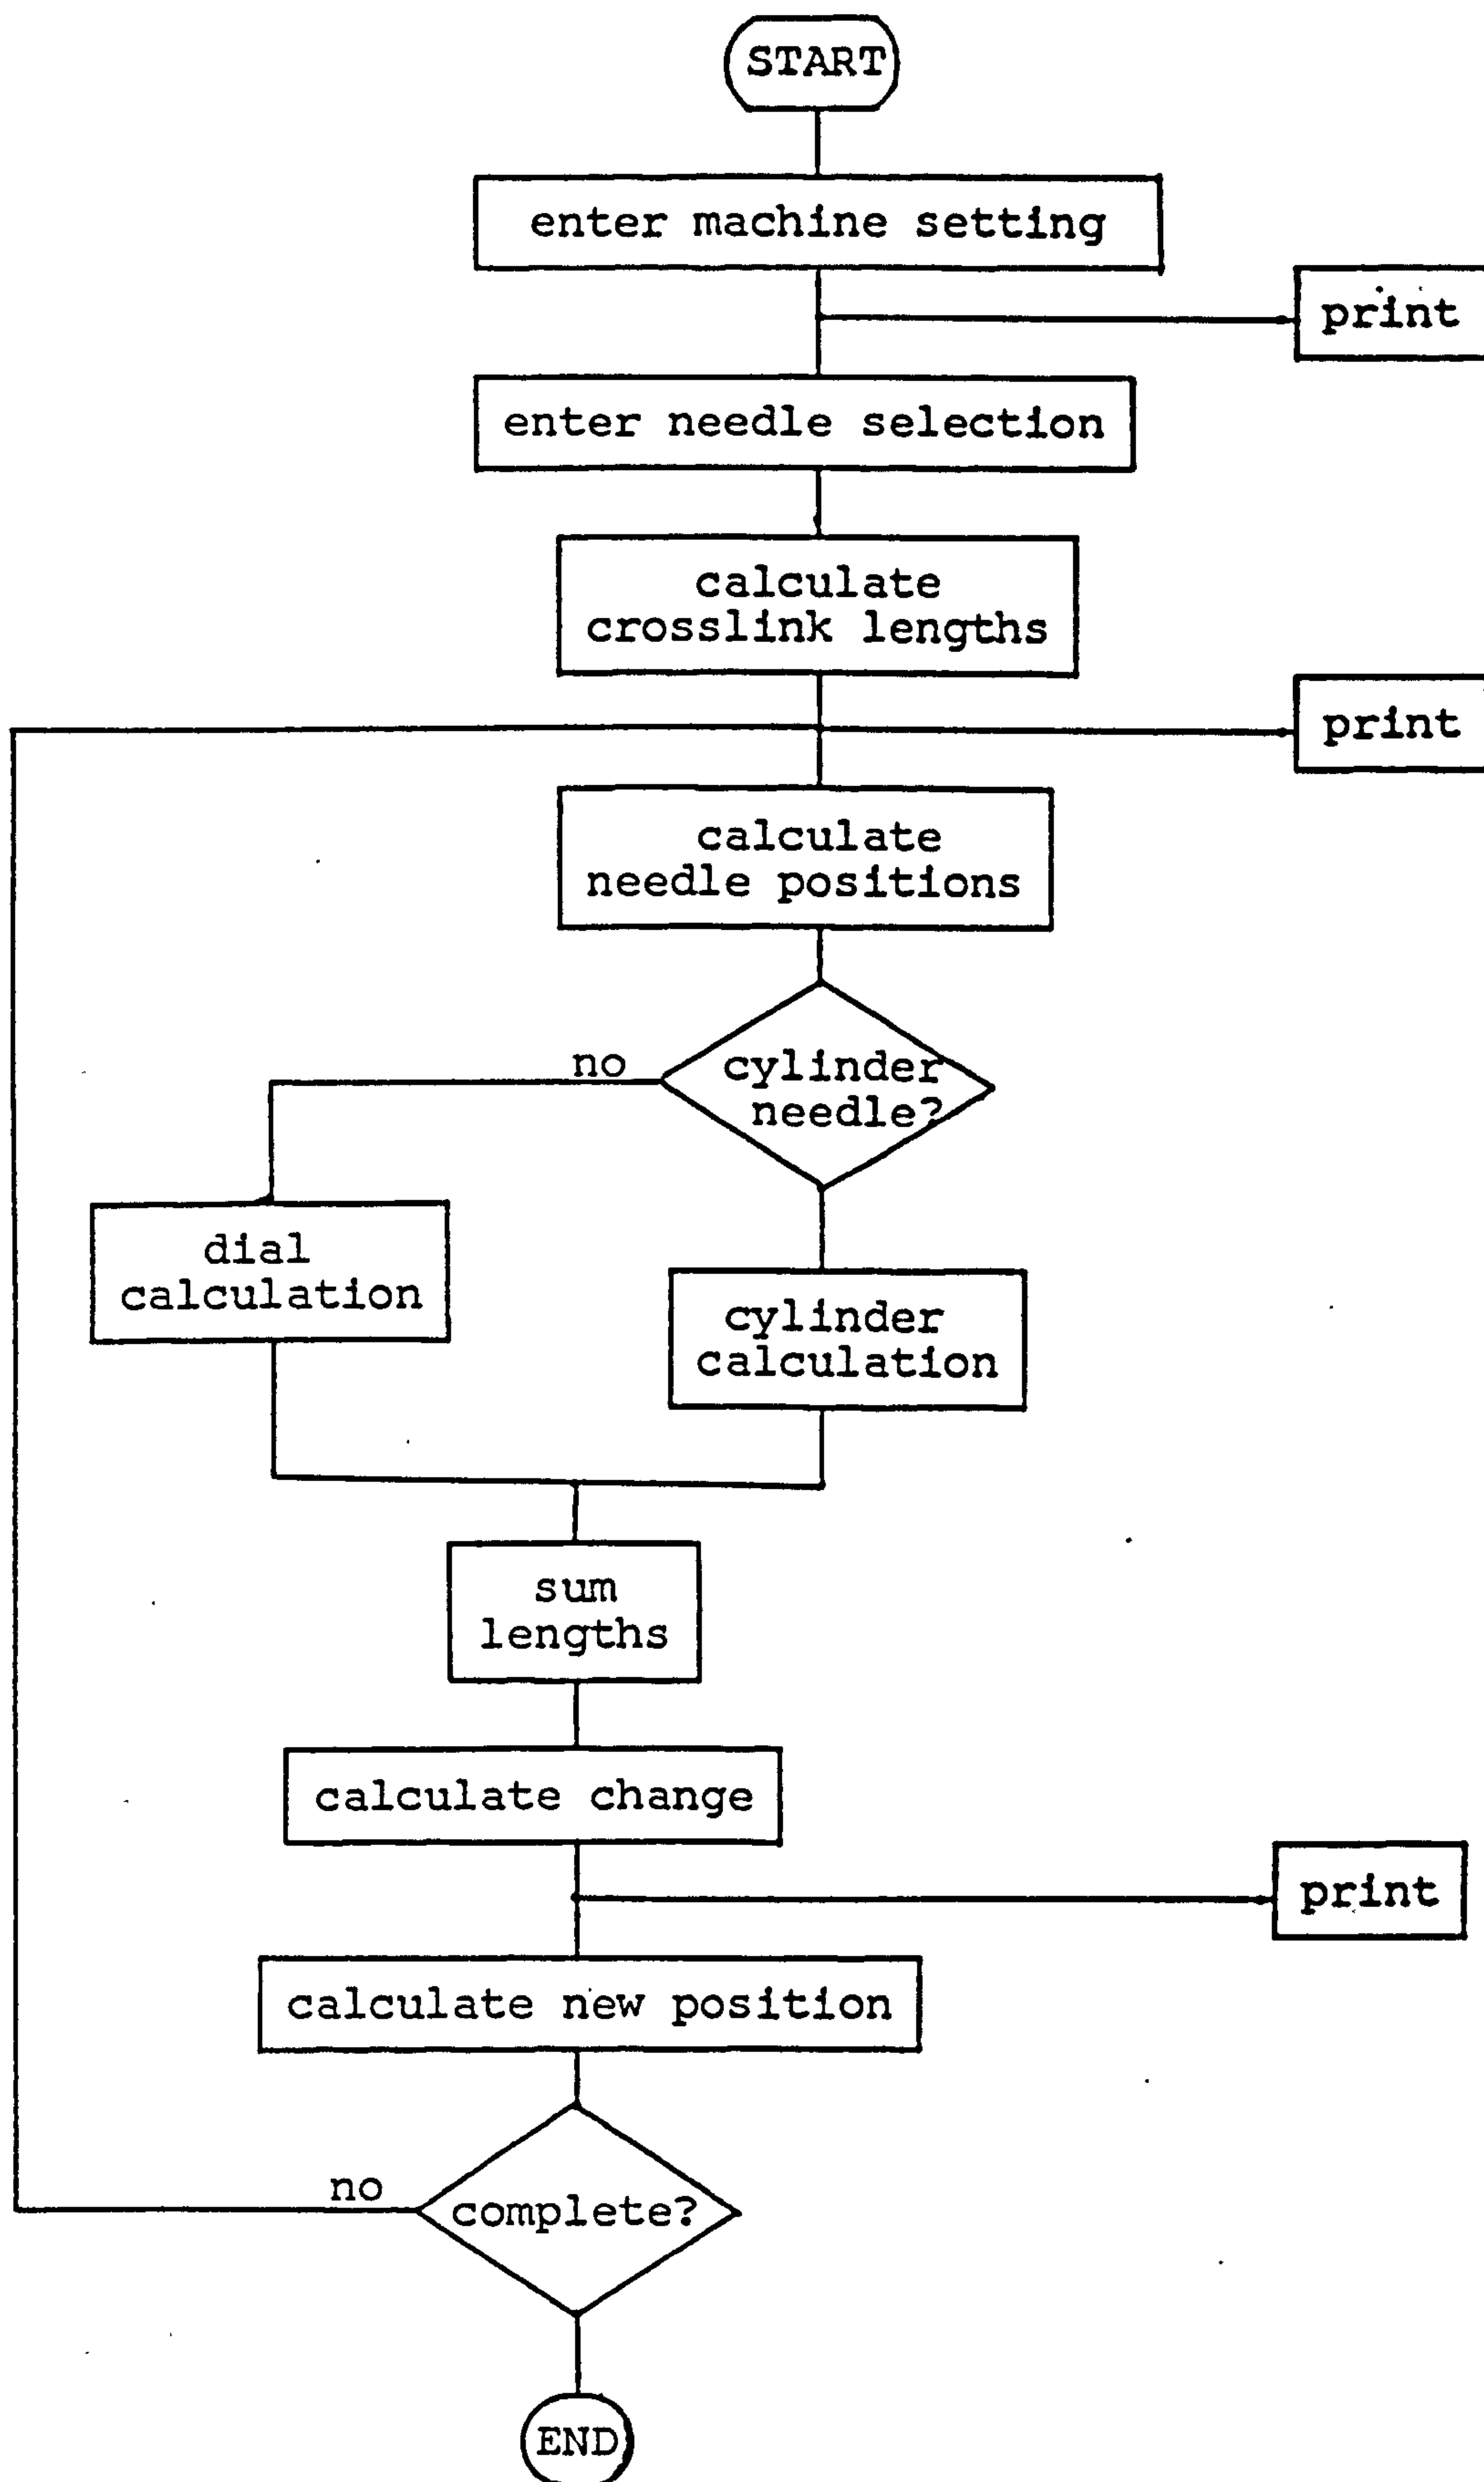 START
enter machine setting
print
enter needle selection
calculate
crosslink lengths
print
calculate
needle positions
no
cylinder
needle?
dial
calculation
cylinder
calculation
sum
lengths
calculate change
print
calculate new position
no
complete?
END